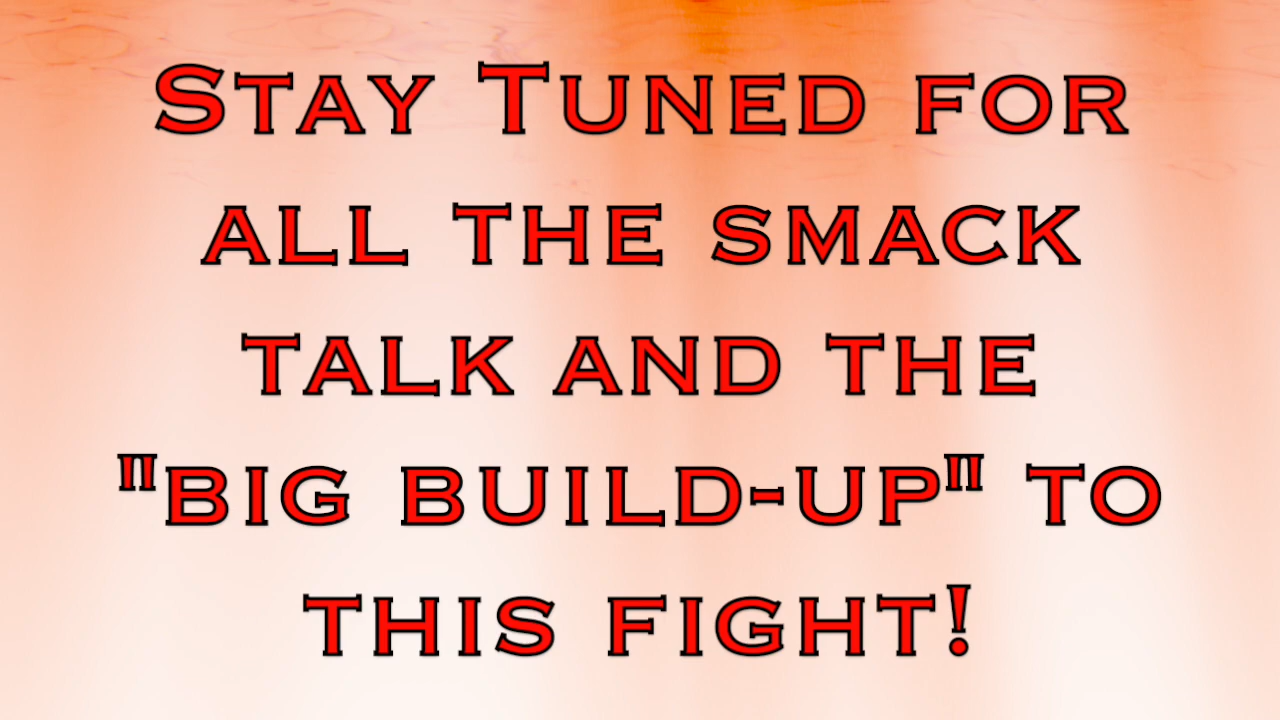 Stay Tuned for
all the smack
talk and the
"big build-up" to
this fight!